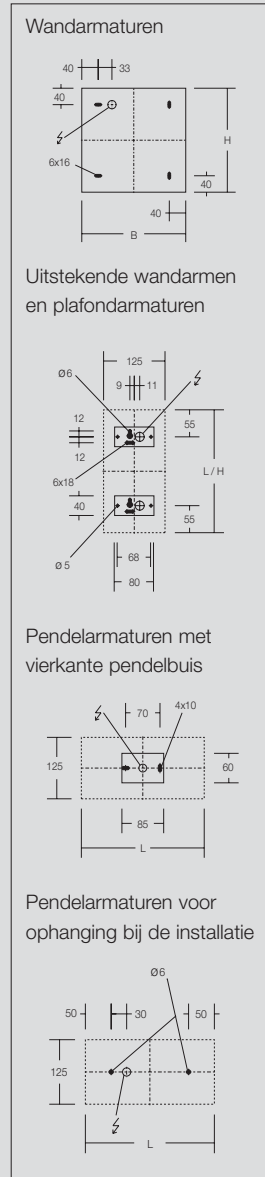 Wandarmaturen
40 33
40
6x16
H
40
40
B
Uitstekende wandarmen
en plafondarmaturen
125
Ø6 9 11
12
55
12
L / H
6x18
40
55
Ø 5
68
80
Pendelarmaturen met
vierkante pendelbuis
4x10
70
125
60
85
L
Pendelarmaturen voor
ophanging bij de installatie
Ø6
50 30 50
125
L